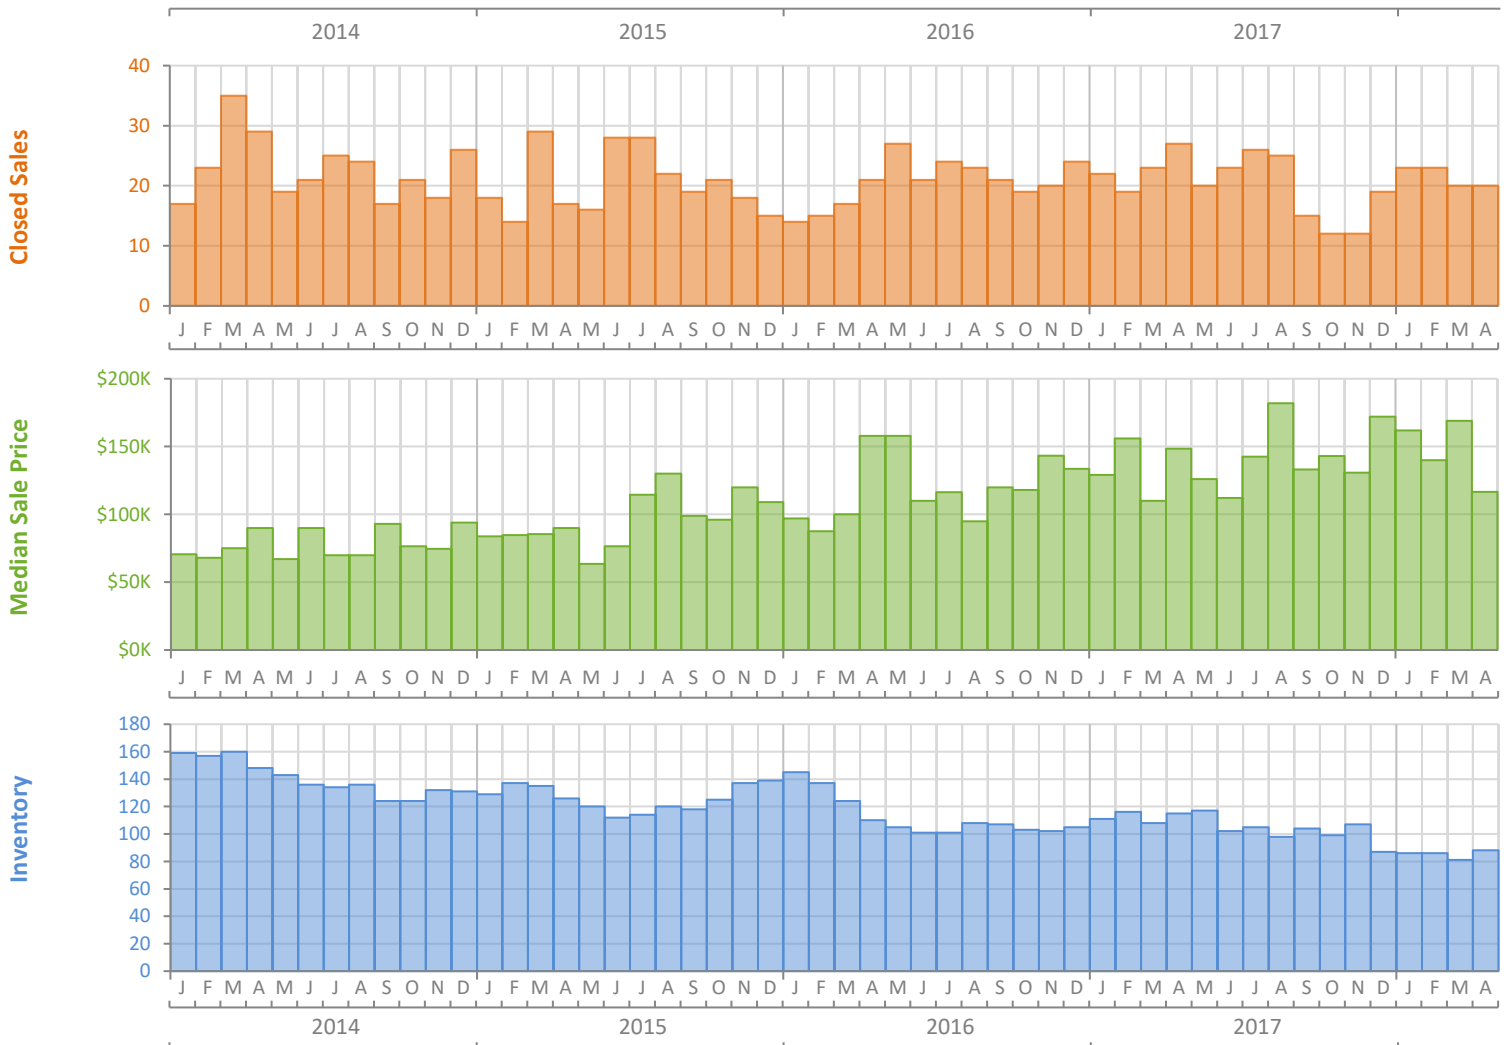 2014 2015 2016 2017
Closed Sales
40
30
20
10
0
J F M A M J J A S O N D J F M A M J J A S O N D J F M A M J J A S O N D J F M A M J J A S O N D J F M A
Median Sale Price
$200K
$150K
$100K
$50K
$0K
J F M A M J J A S O N D J F M A M J J A S O N D J F M A M J J A S O N D J F M A M J J A S O N D J F M A
Inventory
180
160
140
120
100
80
60
40
20
0
J F M A M J J A S O N D J F M A M J J A S O N D J F M A M J J A S O N D J F M A M J J A S O N D J F M A
2014 2015 2016 2017